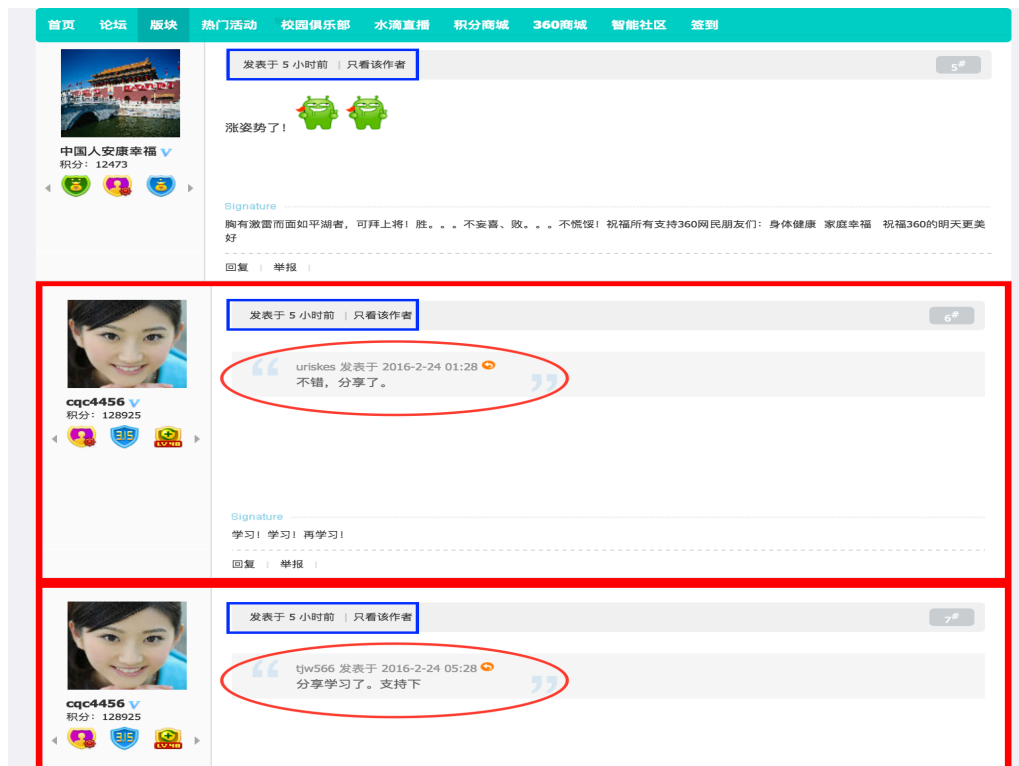 首页 论坛 版块 热门活动 校园俱乐部 水滴直播 积分商城 360商城 智能社区 签到
发表于 5 小时前 | 只看该作者
5#
涨姿势了!
中国人安康幸福
积分: 12473
Signature
胸有激雷而面如平湖者，可拜上将! 胜。。。不妄喜、败。。。不慌馁! 祝福所有支持360网民朋友们: 身体健康 家庭幸福 祝福360的明天更美
好
回复 | 举报 |
发表于 5 小时前 | 只看该作者
6#
uriskes 发表于 2016-2-24 01:28
不错，分享了。
cqc4456
积分: 128925
315
LV.40
Signature
学习! 学习! 再学习!
回复 | 举报 |
发表于 5 小时前 | 只看该作者
7#
tjw566 发表于 2016-2-24 05:28
分享学习了。支持下
cqc4456
积分: 128925
315
LV.40